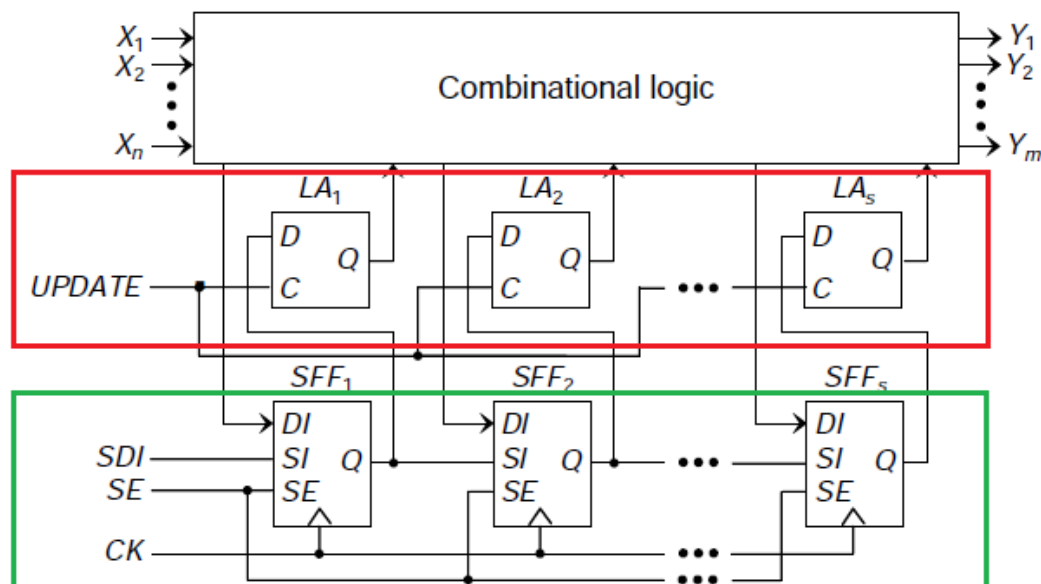 X₁ Y₁
X₂ Combinational logic Y₂
Xₙ Yₘ
LA₁ LA₂ LAₛ
D D D
Q Q Q
UPDATE C C C
SFF₁ SFF₂ SFFₛ
DI DI DI
SDI SI Q SI Q SI Q
SE SE SE SE
CK